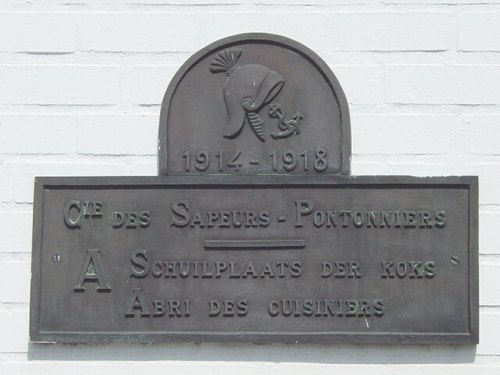 1914-1918
CIE DES SAPEURS - PONTONNIERS
A SCHUILPLAATS DER KOKS
ABRI DES CUISINIERS